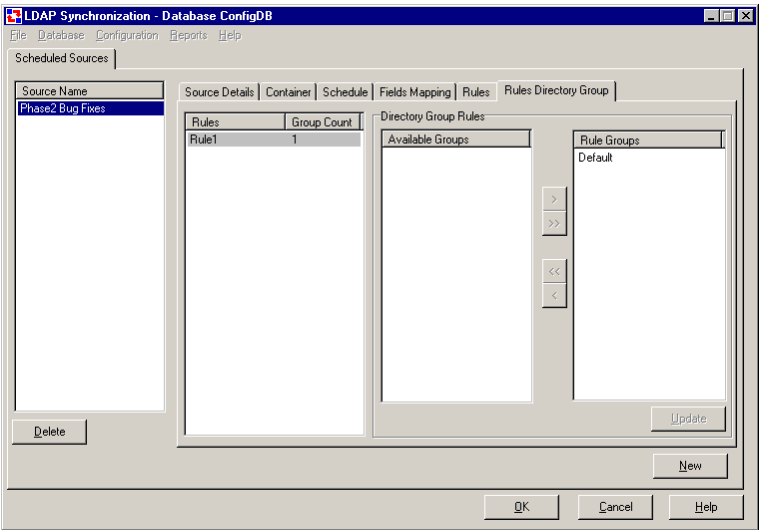 LDAP Synchronization - Database ConfigDB
File Database Configuration Reports Help
Scheduled Sources
Source Name
Phase2 Bug Fixes
Source Details Container Schedule Fields Mapping Rules Rules Directory Group
Rules Group Count
Rule1 1
Directory Group Rules
Available Groups
Rule Groups
Default
>
>>
<<
<
Update
Delete
New
OK Cancel Help